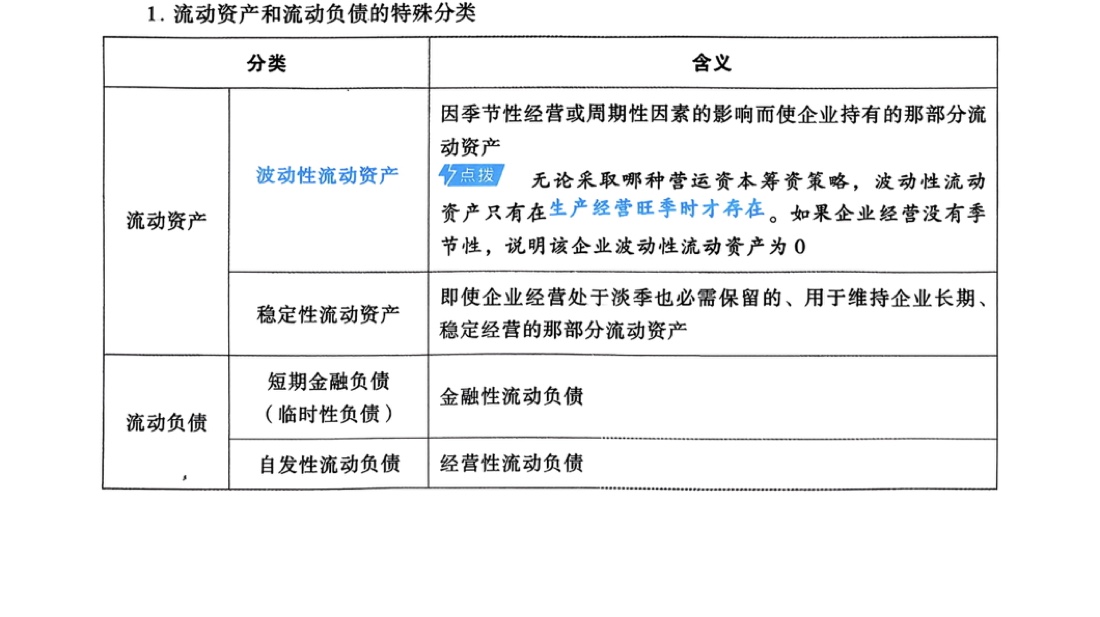 1. 流动资产和流动负债的特殊分类
分类
含义
流动资产
波动性流动资产
因季节性经营或周期性因素的影响而使企业持有的那部分流
动资产
点拨 无论采取哪种营运资本筹资策略，波动性流动
资产只有在生产经营旺季时才存在。如果企业经营没有季
节性，说明该企业波动性流动资产为0
稳定性流动资产
即使企业经营处于淡季也必需保留的、用于维持企业长期、
稳定经营的那部分流动资产
流动负债
短期金融负债
（临时性负债）
金融性流动负债
自发性流动负债
经营性流动负债